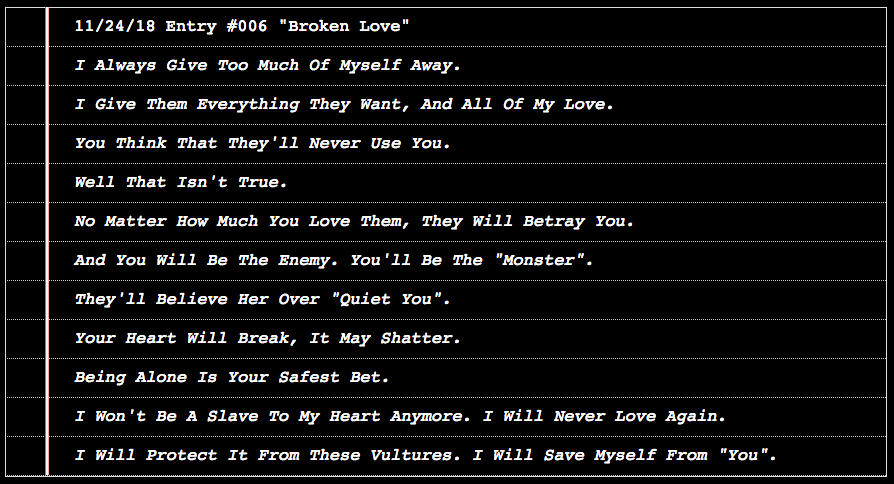 11/24/18 Entry #006 "Broken Love"
I Always Give Too Much Of Myself Away.
I Give Them Everything They Want, And All Of My Love.
You Think That They'll Never Use You.
Well That Isn't True.
No Matter How Much You Love Them, They Will Betray You.
And You Will Be The Enemy. You'll Be The "Monster".
They'll Believe Her Over "Quiet You".
Your Heart Will Break, It May Shatter.
Being Alone Is Your Safest Bet.
I Won't Be A Slave To My Heart Anymore. I Will Never Love Again.
I Will Protect It From These Vultures. I Will Save Myself From "You".